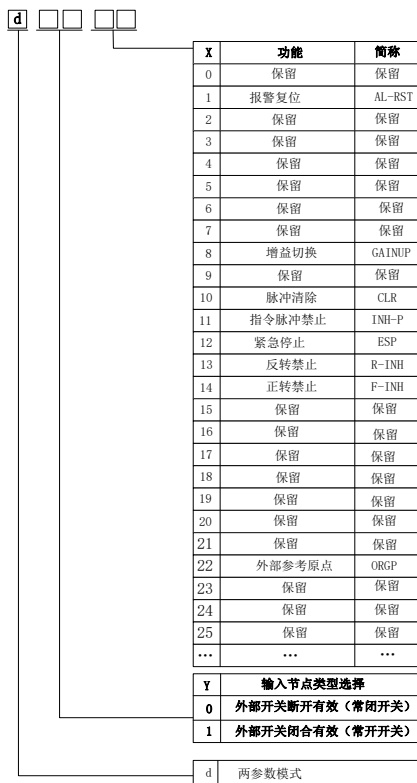 d
X 功能 简称
0 保留 保留
1 报警复位 AL-RST
2 保留 保留
3 保留 保留
4 保留 保留
5 保留 保留
6 保留 保留
7 保留 保留
8 增益切换 GAINUP
9 保留 保留
10 脉冲清除 CLR
11 指令脉冲禁止 INH-P
12 紧急停止 ESP
13 反转禁止 R-INH
14 正转禁止 F-INH
15 保留 保留
16 保留 保留
17 保留 保留
18 保留 保留
19 保留 保留
20 保留 保留
21 保留 保留
22 外部参考原点 ORGP
23 保留 保留
24 保留 保留
25 保留 保留
… … …
Y 输入节点类型选择
0 外部开关断开有效（常闭开关）
1 外部开关闭合有效（常开开关）
d 两参数模式